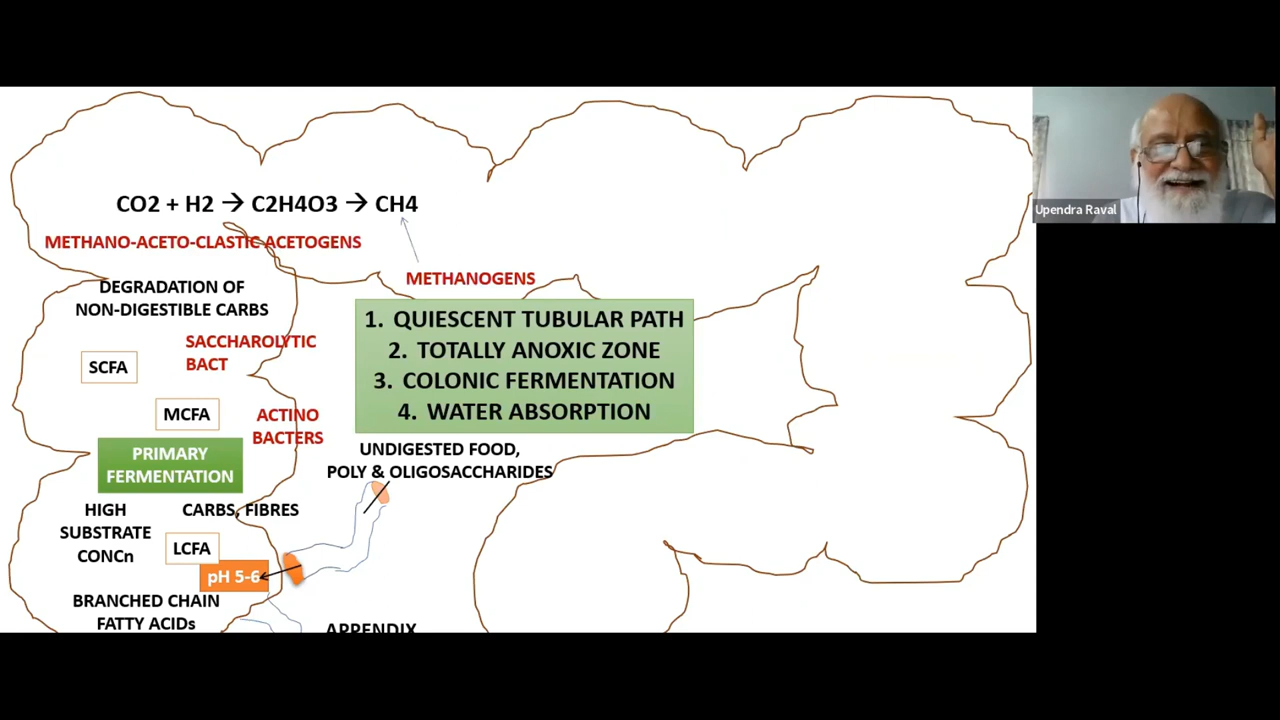 CO2 + H2 → C2H4O3 → CH4
METHANO-ACETO-CLASTIC ACETOGENS
METHANOGENS
DEGRADATION OF
NON-DIGESTIBLE CARBS
SACCHAROLYTIC
BACT
SCFA
MCFA
ACTINO
BACTERS
PRIMARY
FERMENTATION
HIGH
SUBSTRATE
CONCn
CARBS, FIBRES
LCFA
pH 5-6
BRANCHED CHAIN
FATTY ACIDs
1. QUIESCENT TUBULAR PATH
2. TOTALLY ANOXIC ZONE
3. COLONIC FERMENTATION
4. WATER ABSORPTION
UNDIGESTED FOOD,
POLY & OLIGOSACCHARIDES
APPENDIX
Upendra Raval